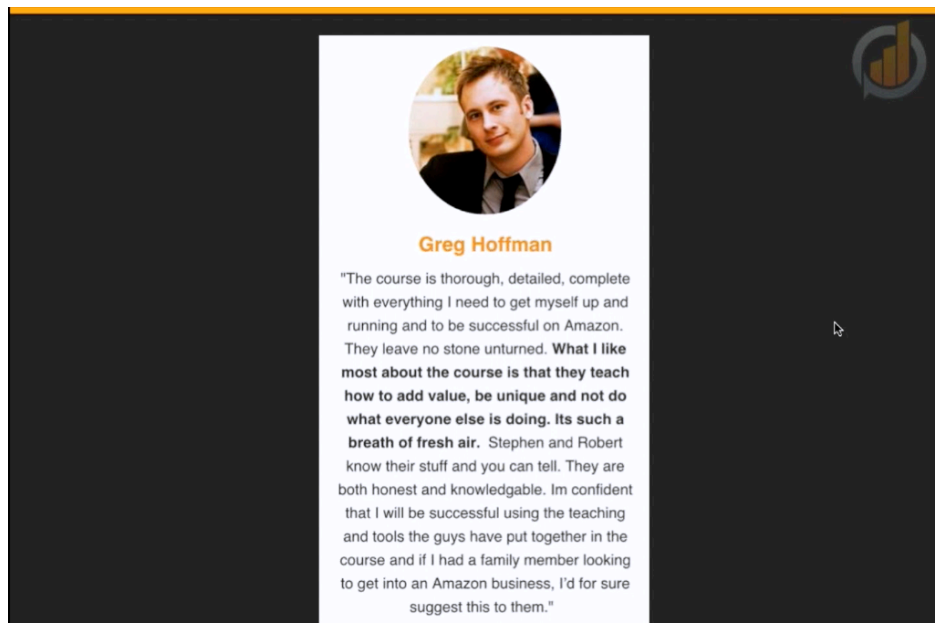 Greg Hoffman
"The course is thorough, detailed, complete
with everything I need to get myself up and
running and to be successful on Amazon.
They leave no stone unturned. What I like
most about the course is that they teach
how to add value, be unique and not do
what everyone else is doing. Its such a
breath of fresh air. Stephen and Robert
know their stuff and you can tell. They are
both honest and knowledgable. Im confident
that I will be successful using the teaching
and tools the guys have put together in the
course and if I had a family member looking
to get into an Amazon business, I'd for sure
suggest this to them."